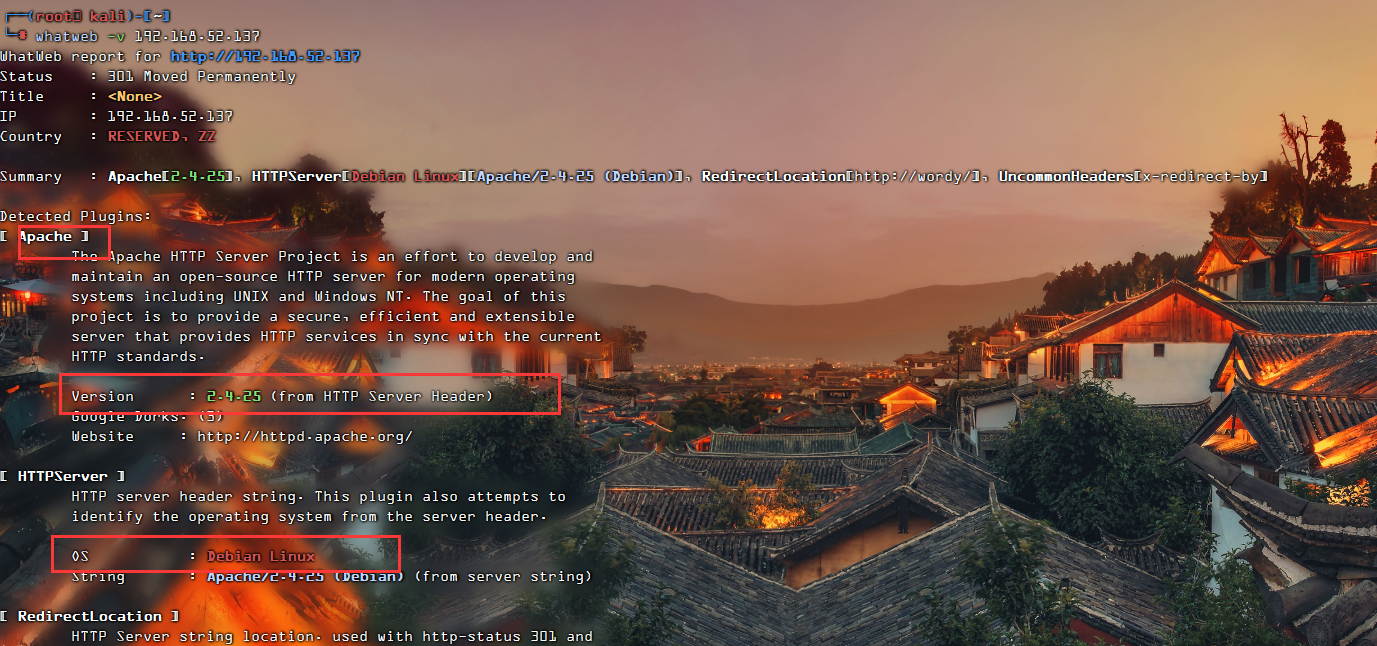 ┌──(root㉿kali)-[~]
└─# whatweb -v 192.168.52.137
WhatWeb report for http://192.168.52.137
Status    : 301 Moved Permanently
Title     : <None>
IP        : 192.168.52.137
Country   : RESERVED, ZZ
Summary   : Apache[2.4.25], HTTPServer[Debian Linux][Apache/2.4.25 (Debian)], RedirectLocation[http://wordy/], UncommonHeaders[x-redirect-by]
Detected Plugins:
[ Apache ]
The Apache HTTP Server Project is an effort to develop and
maintain an open-source HTTP server for modern operating
systems including UNIX and Windows NT. The goal of this
project is to provide a secure, efficient and extensible
server that provides HTTP services in sync with the current
HTTP standards.
Version      : 2.4.25 (from HTTP Server Header)
Google Dorks: (3)
Website     : http://httpd.apache.org/
[ HTTPServer ]
HTTP server header string. This plugin also attempts to
identify the operating system from the server header.
OS           : Debian Linux
String       : Apache/2.4.25 (Debian) (from server string)
[ RedirectLocation ]
HTTP Server string location. used with http-status 301 and